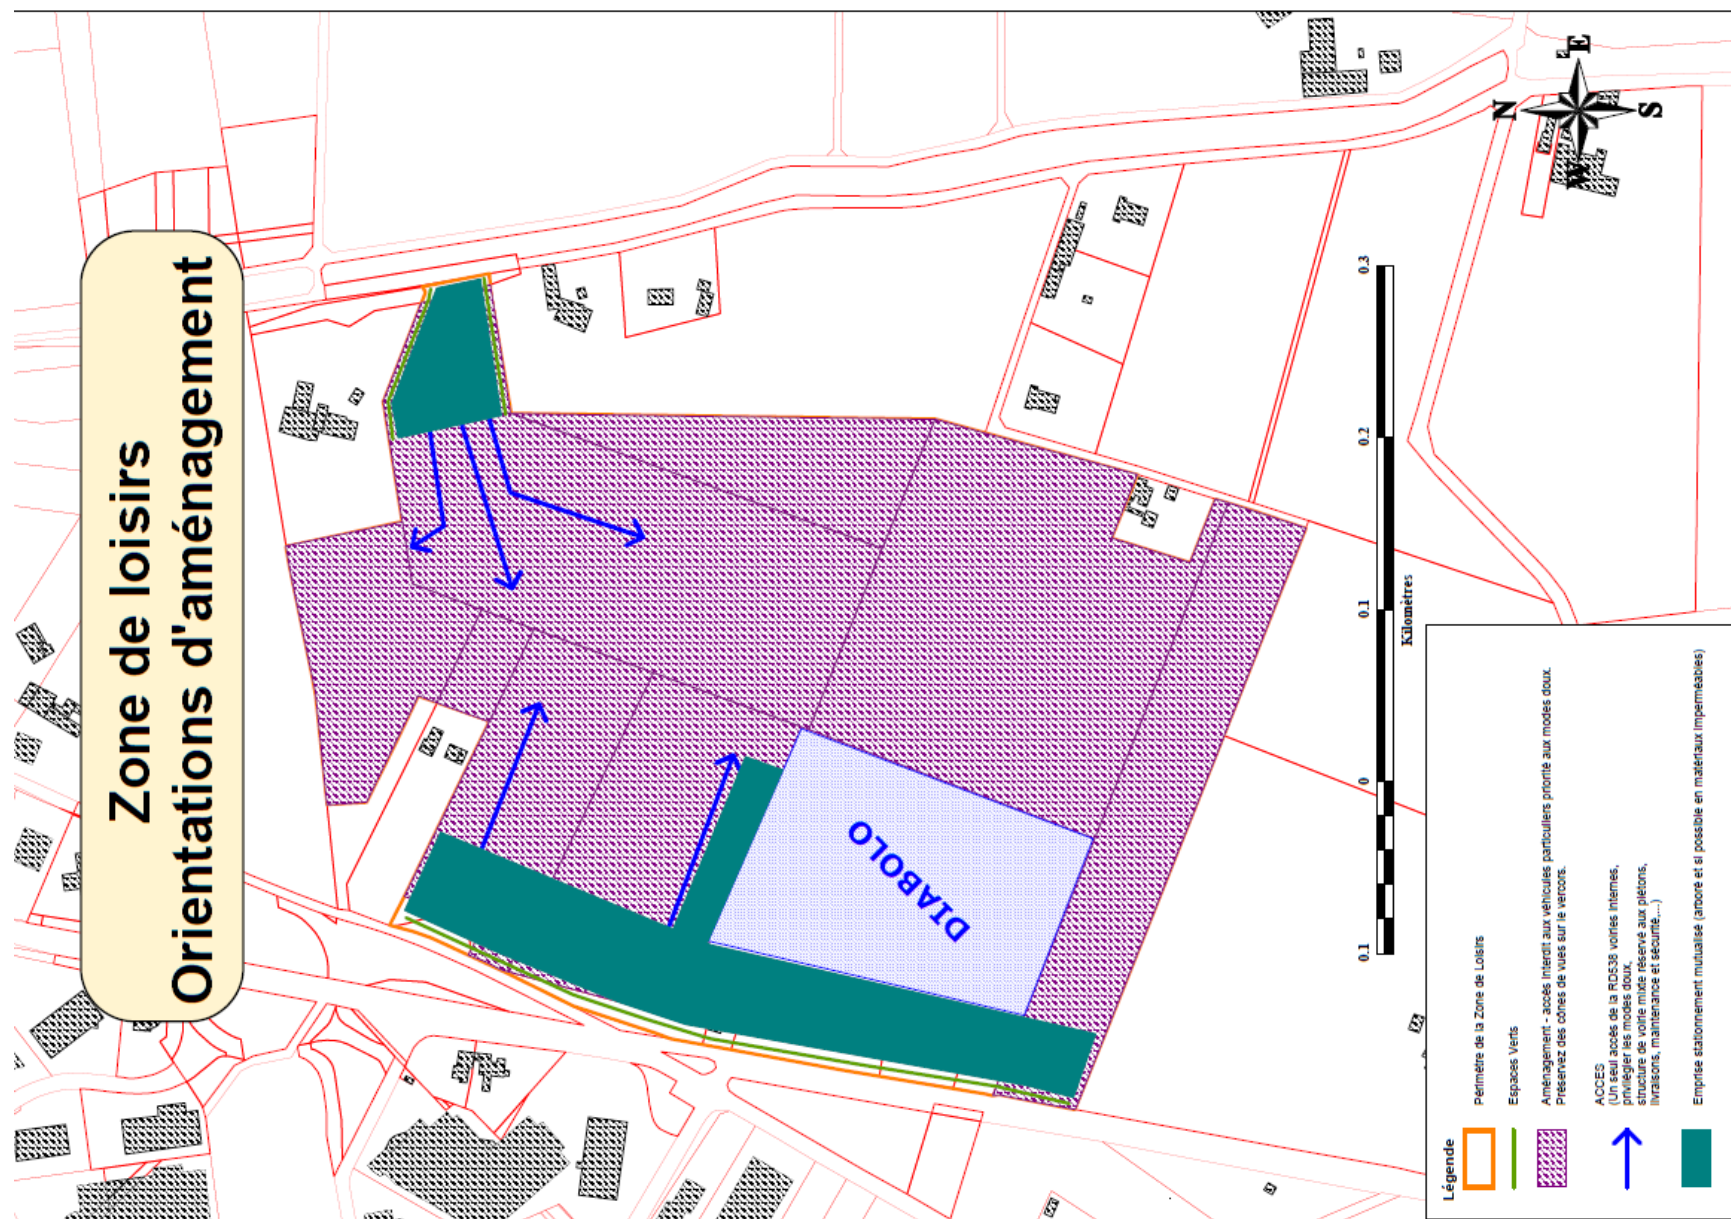 Zone de loisirs
Orientations d'aménagement
N
E
S
W
DIABOLO
0.1
0
0.1
0.2
0.3
Kilomètres
Légende
Périmètre de la Zone de Loisirs
Espaces Verts
Aménagement - accès interdit aux véhicules particuliers priorité aux modes doux.
Préservez des cônes de vues sur le vercors.
ACCES
(Un seul accès de la RD538 voiries internes,
privilégier les modes doux,
structure de voirie mixte réservé aux piétons,
livraisons, maintenance et sécurité,...)
Emprise stationnement mutualisé (arboré et si possible en matériaux imperméables)